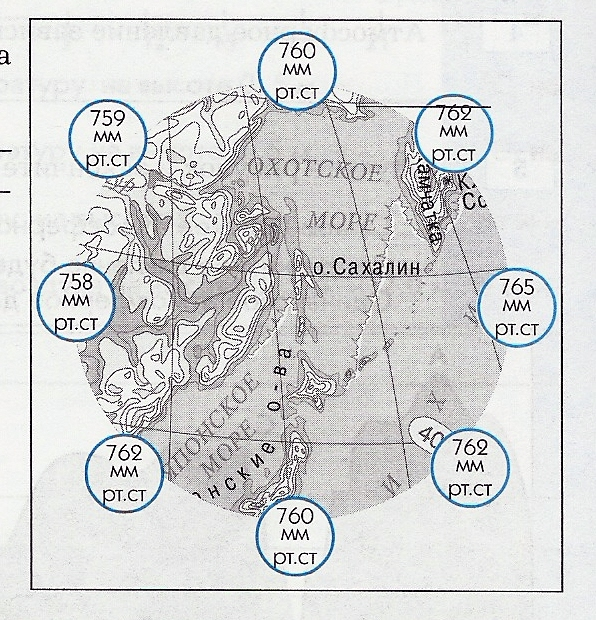 а
760
мм
рт.ст
759
мм
рт.ст
762
мм
рт.ст
ОХОТСКОЕ
МОРЕ
Камчатка
о.Сахалин
758
мм
рт.ст
765
мм
рт.ст
И
А
Х
о-ва
ЯПОНСКОЕ
МОРЕ
нские
И
40
762
мм
рт.ст
762
мм
рт.ст
760
мм
рт.ст